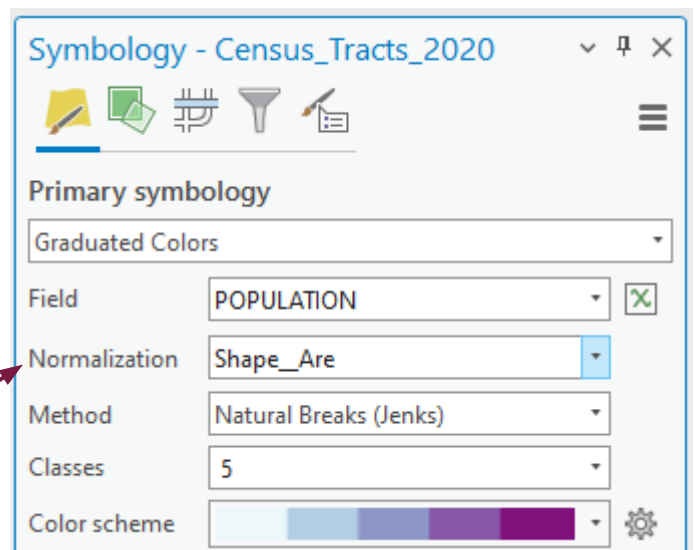 Symbology - Census_Tracts_2020
Primary symbology
Graduated Colors
Field POPULATION
Normalization Shape__Are
Method Natural Breaks (Jenks)
Classes 5
Color scheme